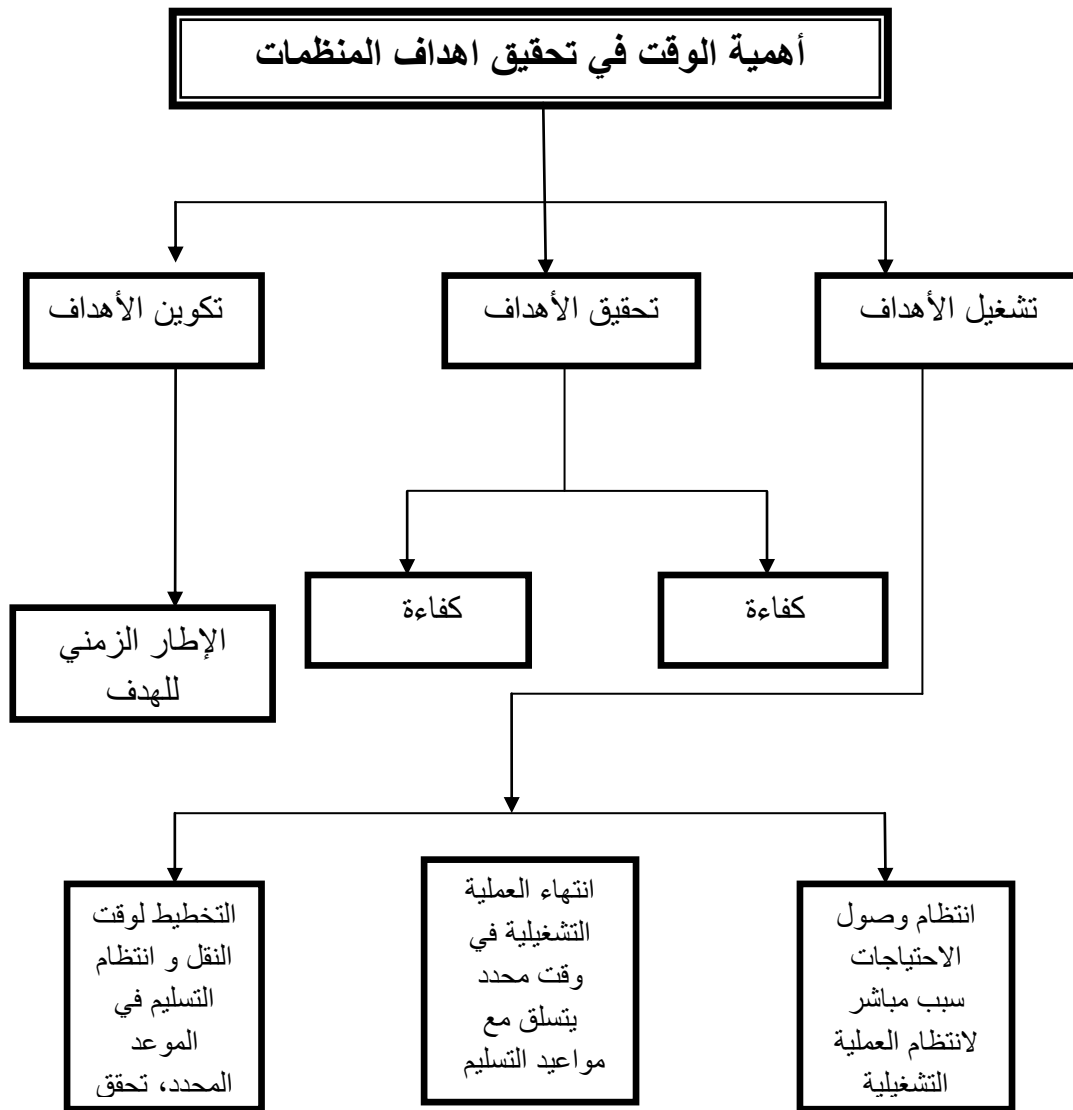 أهمية الوقت في تحقيق اهداف المنظمات
تشغيل الأهداف
تحقيق الأهداف
تكوين الأهداف
كفاءة
كفاءة
الإطار الزمني
للهدف
انتظام وصول
الاحتياجات
سبب مباشر
لانتظام العملية
التشغيلية
انتهاء العملية
التشغيلية في
وقت محدد
يتسلق مع
مواعيد التسليم
التخطيط لوقت
النقل و انتظام
التسليم في
الموعد
المحدد، تحقق